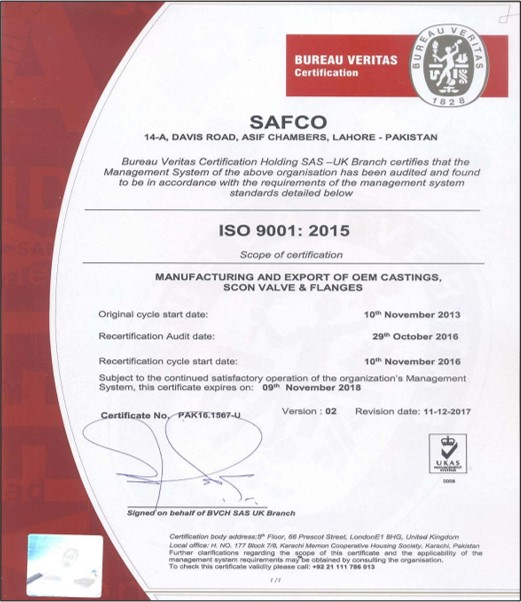 BUREAU VERITAS
Certification
BUREAU VERITAS
1828
SAFCO
14-A, DAVIS ROAD, ASIF CHAMBERS, LAHORE - PAKISTAN
Bureau Veritas Certification Holding SAS –UK Branch certifies that the
Management System of the above organisation has been audited and found
to be in accordance with the requirements of the management system
standards detailed below
ISO 9001: 2015
Scope of certification
MANUFACTURING AND EXPORT OF OEM CASTINGS,
SCON VALVE & FLANGES
Original cycle start date: 10th November 2013
Recertification Audit date: 29th October 2016
Recertification cycle start date: 10th November 2016
Subject to the continued satisfactory operation of the organization's Management
System, this certificate expires on: 09th November 2018
Certificate No. PAK16.1567-U Version : 02 Revision date: 11-12-2017
UKAS
MANAGEMENT
SYSTEMS
0008
Signed on behalf of BVCH SAS UK Branch
Certification body address:5th Floor, 66 Prescot Street, LondonE1 8HG, United Kingdom
Local office: H. NO. 177 Block 7/8, Karachi Memon Cooperative Housing Society, Karachi, Pakistan
Further clarifications regarding the scope of this certificate and the applicability of the
management system requirements may be obtained by consulting the organisation.
To check this certificate validity please call: +92 21 111 786 013
1/1